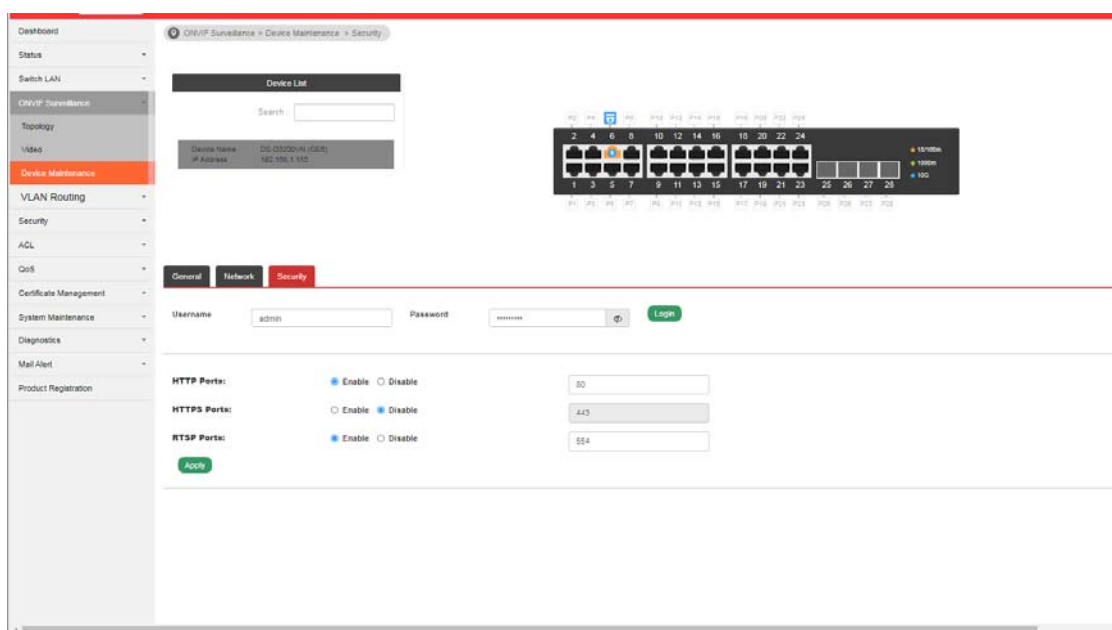 Dashboard
ONVIF Surveillance > Device Maintenance > Security
Status
Switch LAN
ONVIF Surveillance
Topology
Video
Device Maintenance
VLAN Routing
Security
ACL
QoS
Certificate Management
System Maintenance
Diagnostics
Mail Alert
Product Registration
Device List
Search :
Device Name :
IP Address :
2 4 6 8 10 12 14 16 18 20 22 24
10/100m
1000m
10G
1 3 5 7 9 11 13 15 17 19 21 23 25 26 27 28
General Network Security
Username admin Password ********* Login
HTTP Ports: Enable Disable 80
HTTPS Ports: Enable Disable 443
RTSP Ports: Enable Disable 554
Apply